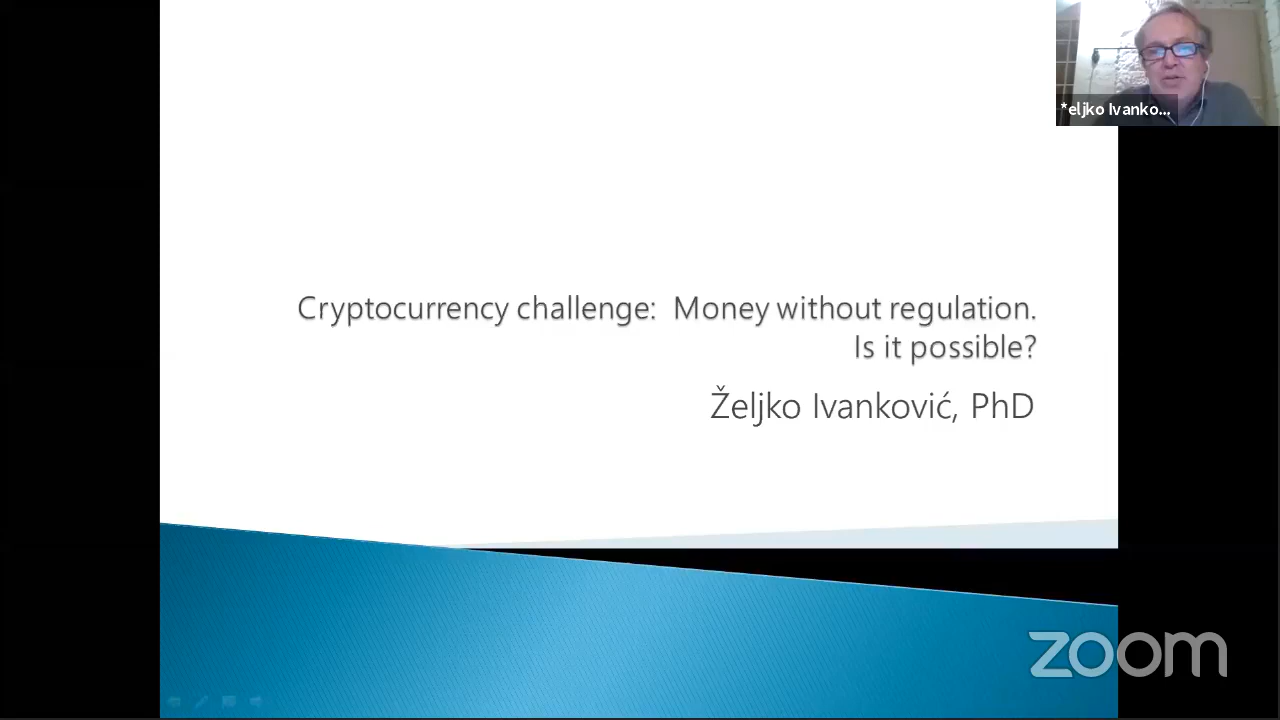 *eljko Ivanko...
Cryptocurrency challenge: Money without regulation.
Is it possible?
Željko Ivanković, PhD
zoom